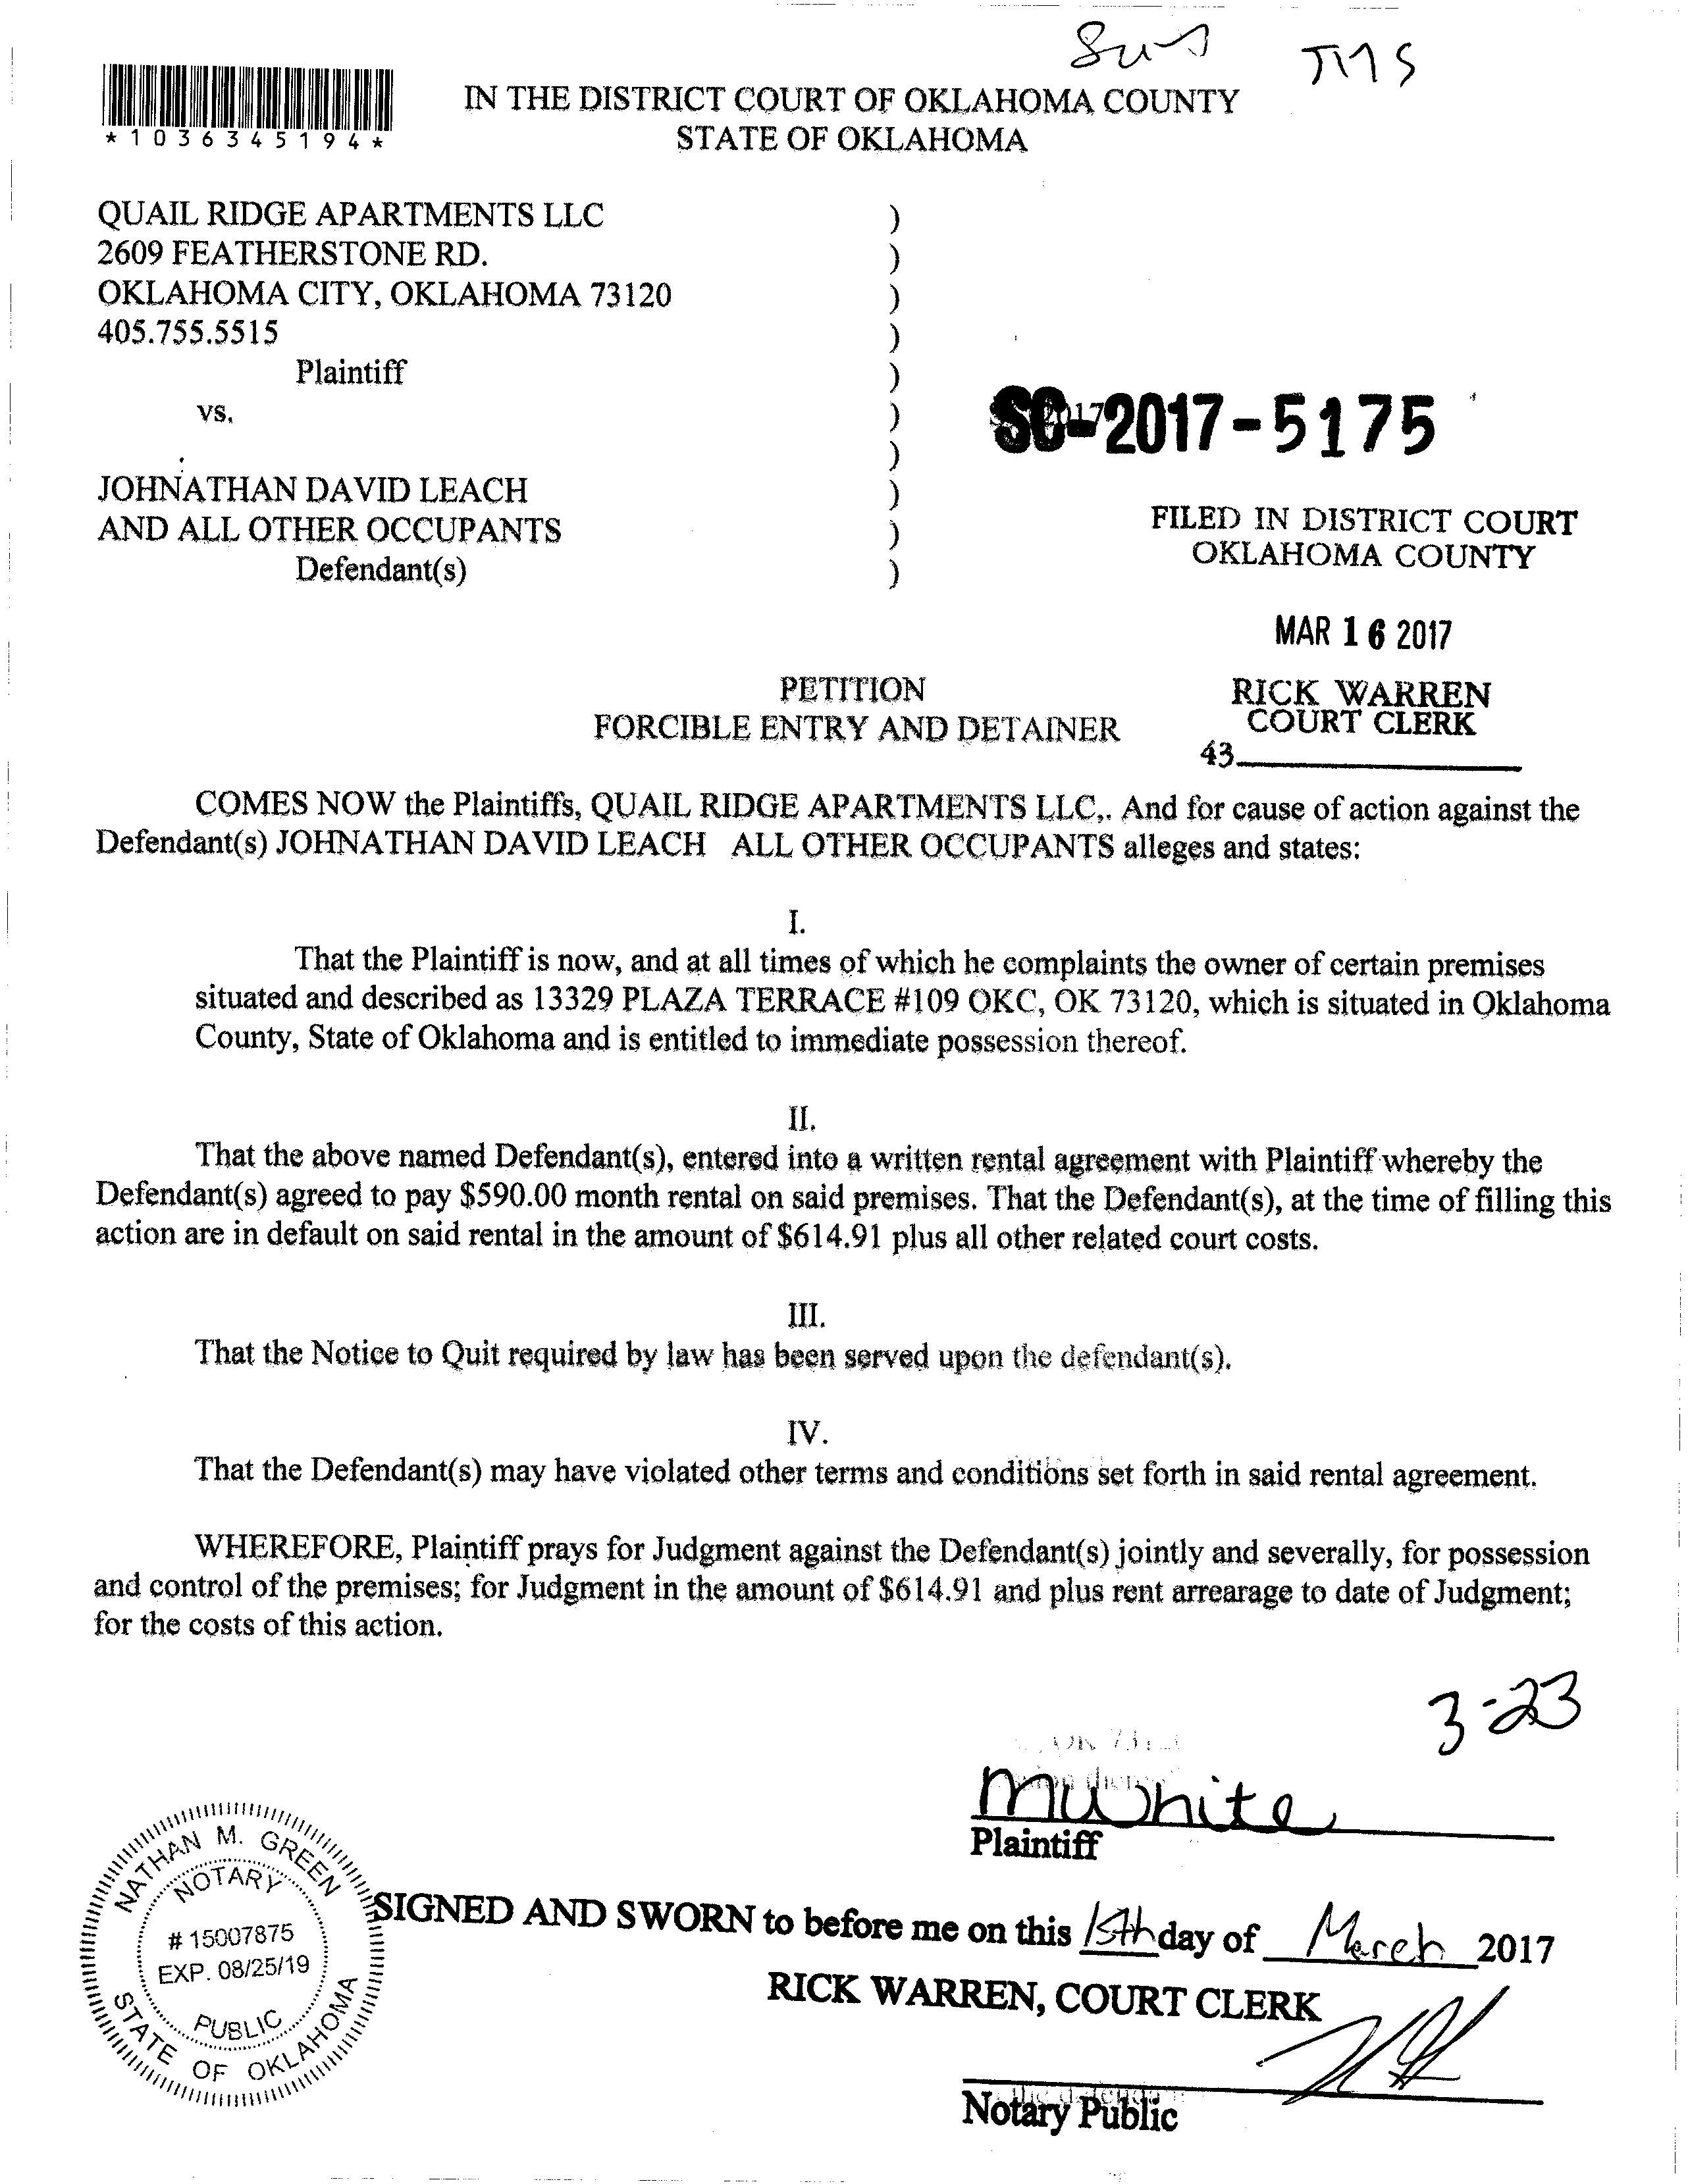 TMS
*1036345194*
IN THE DISTRICT COURT OF OKLAHOMA COUNTY
STATE OF OKLAHOMA
QUAIL RIDGE APARTMENTS LLC )
2609 FEATHERSTONE RD. )
OKLAHOMA CITY, OKLAHOMA 73120 )
405.755.5515 )
Plaintiff )
vs. )
)
JOHNATHAN DAVID LEACH )
AND ALL OTHER OCCUPANTS )
Defendant(s) )
SC-2017-5175
FILED IN DISTRICT COURT
OKLAHOMA COUNTY
MAR 16 2017
RICK WARREN
COURT CLERK
43
PETITION
FORCIBLE ENTRY AND DETAINER
COMES NOW the Plaintiffs, QUAIL RIDGE APARTMENTS LLC,. And for cause of action against the
Defendant(s) JOHNATHAN DAVID LEACH ALL OTHER OCCUPANTS alleges and states:
I.
That the Plaintiff is now, and at all times of which he complaints the owner of certain premises
situated and described as 13329 PLAZA TERRACE #109 OKC, OK 73120, which is situated in Oklahoma
County, State of Oklahoma and is entitled to immediate possession thereof.
II.
That the above named Defendant(s), entered into a written rental agreement with Plaintiff whereby the
Defendant(s) agreed to pay $590.00 month rental on said premises. That the Defendant(s), at the time of filling this
action are in default on said rental in the amount of $614.91 plus all other related court costs.
III.
That the Notice to Quit required by law has been served upon the defendant(s).
IV.
That the Defendant(s) may have violated other terms and conditions set forth in said rental agreement.
WHEREFORE, Plaintiff prays for Judgment against the Defendant(s) jointly and severally, for possession
and control of the premises; for Judgment in the amount of $614.91 and plus rent arrearage to date of Judgment;
for the costs of this action.
3-23
MWhite
Plaintiff
NATHAN M. GREEN
NOTARY
# 15007875
EXP. 08/25/19
PUBLIC
STATE OF OKLAHOMA
SIGNED AND SWORN to before me on this 15th day of March 2017
RICK WARREN, COURT CLERK
Notary Public